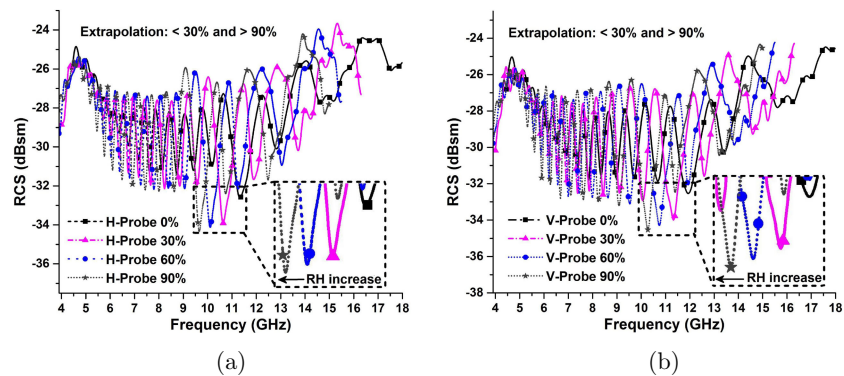 Extrapolation: < 30% and > 90%
RCS (dBsm)
-24
-26
-28
-30
-32
-34
-36
H-Probe 0%
H-Probe 30%
H-Probe 60%
H-Probe 90%
RH increase
4 5 6 7 8 9 10 11 12 13 14 15 16 17 18
Frequency (GHz)
(a)
Extrapolation: < 30% and > 90%
RCS (dBsm)
-24
-26
-28
-30
-32
-34
-36
-38
V-Probe 0%
V-Probe 30%
V-Probe 60%
V-Probe 90%
RH increase
4 5 6 7 8 9 10 11 12 13 14 15 16 17 18
Frequency (GHz)
(b)